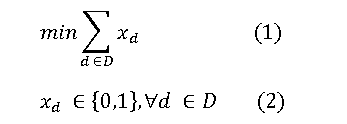 min ∑_{d ∈ D} x_d (1)
x_d ∈ {0,1}, ∀d ∈ D (2)